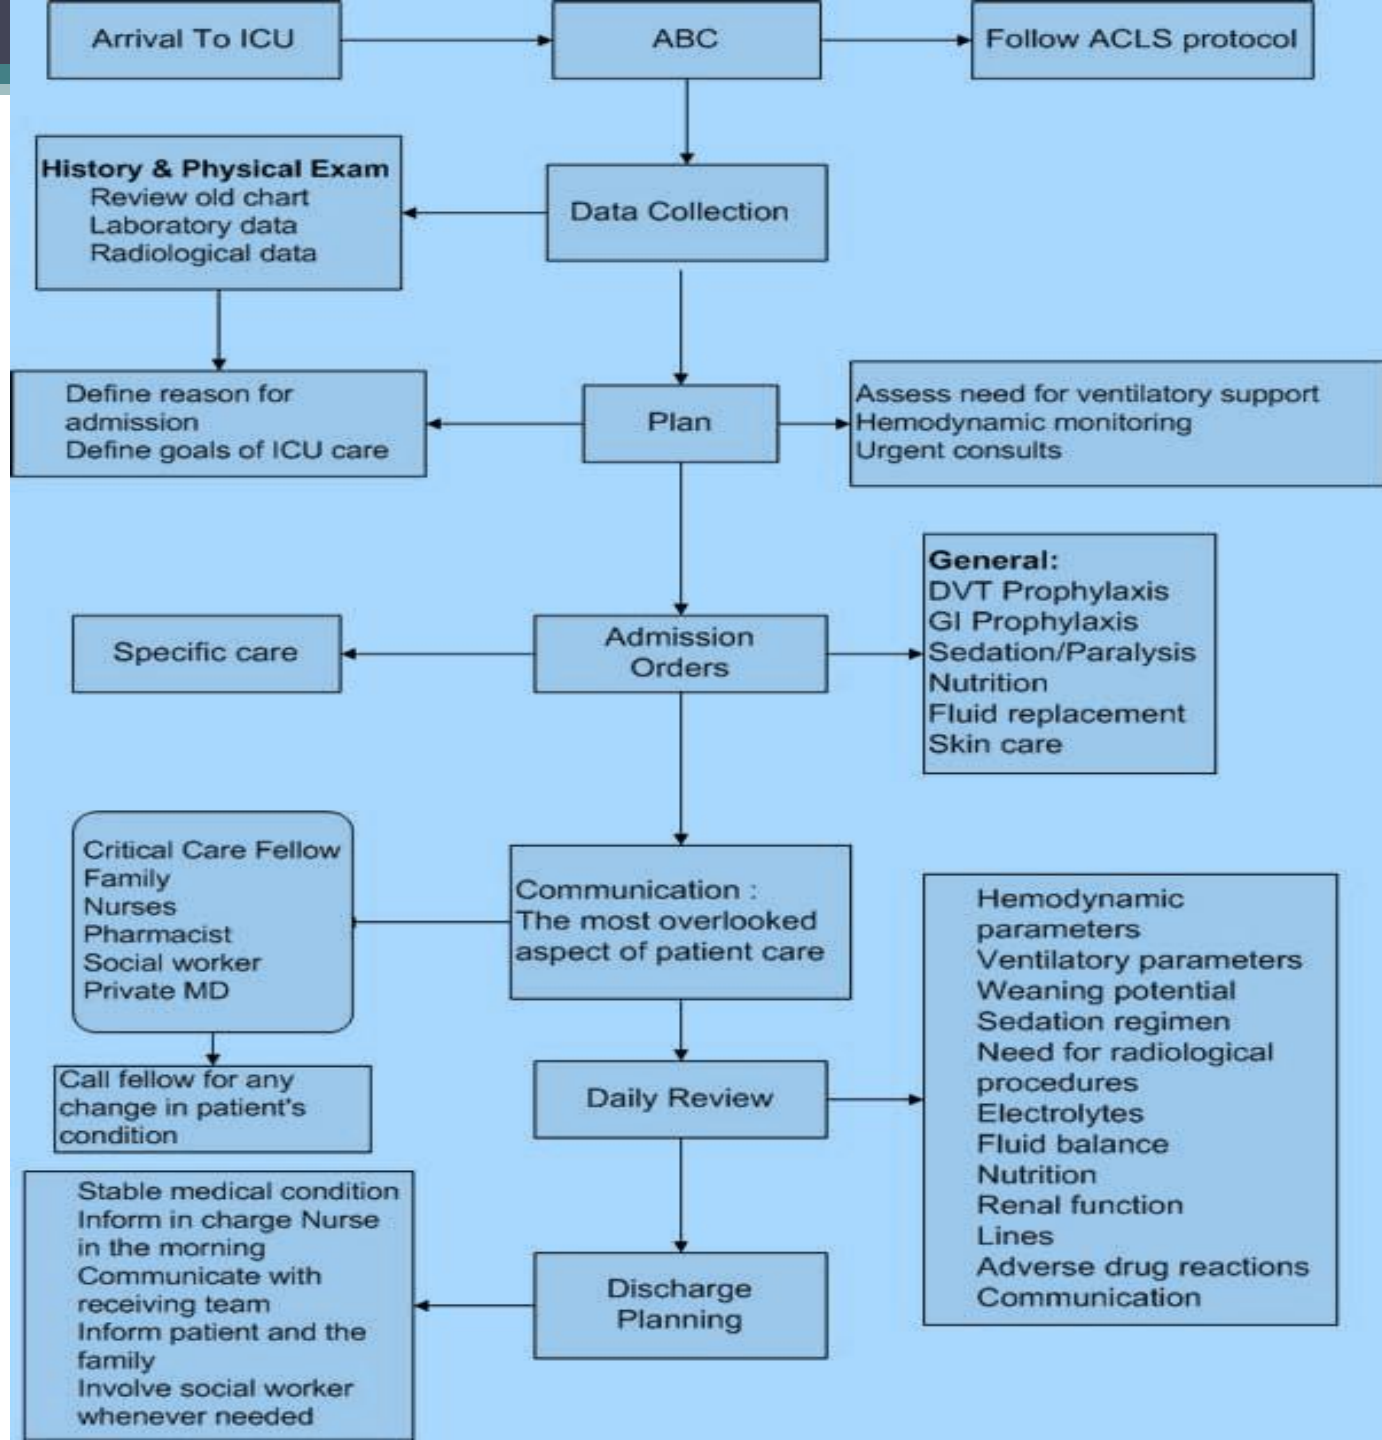 Arrival To ICU
ABC
Follow ACLS protocol
History & Physical Exam
Review old chart
Laboratory data
Radiological data
Data Collection
Define reason for
admission
Define goals of ICU care
Plan
Assess need for ventilatory support
Hemodynamic monitoring
Urgent consults
Specific care
Admission
Orders
General:
DVT Prophylaxis
GI Prophylaxis
Sedation/Paralysis
Nutrition
Fluid replacement
Skin care
Critical Care Fellow
Family
Nurses
Pharmacist
Social worker
Private MD
Communication :
The most overlooked
aspect of patient care
Call fellow for any
change in patient's
condition
Daily Review
Hemodynamic
parameters
Ventilatory parameters
Weaning potential
Sedation regimen
Need for radiological
procedures
Electrolytes
Fluid balance
Nutrition
Renal function
Lines
Adverse drug reactions
Communication
Stable medical condition
Inform in charge Nurse
in the morning
Communicate with
receiving team
Inform patient and the
family
Involve social worker
whenever needed
Discharge
Planning